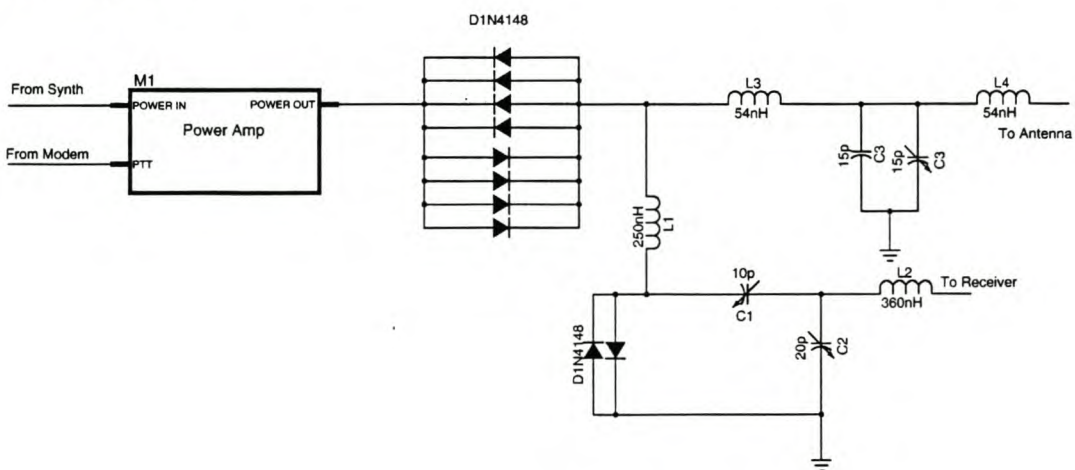 D1N4148
From Synth
M1
POWER IN
POWER OUT
Power Amp
From Modem
PTT
L3
54nH
L4
54nH
To Antenna
15p
C3
15p
C3
250nH
L1
10p
C1
L2
360nH
To Receiver
D1N4148
20p
C2